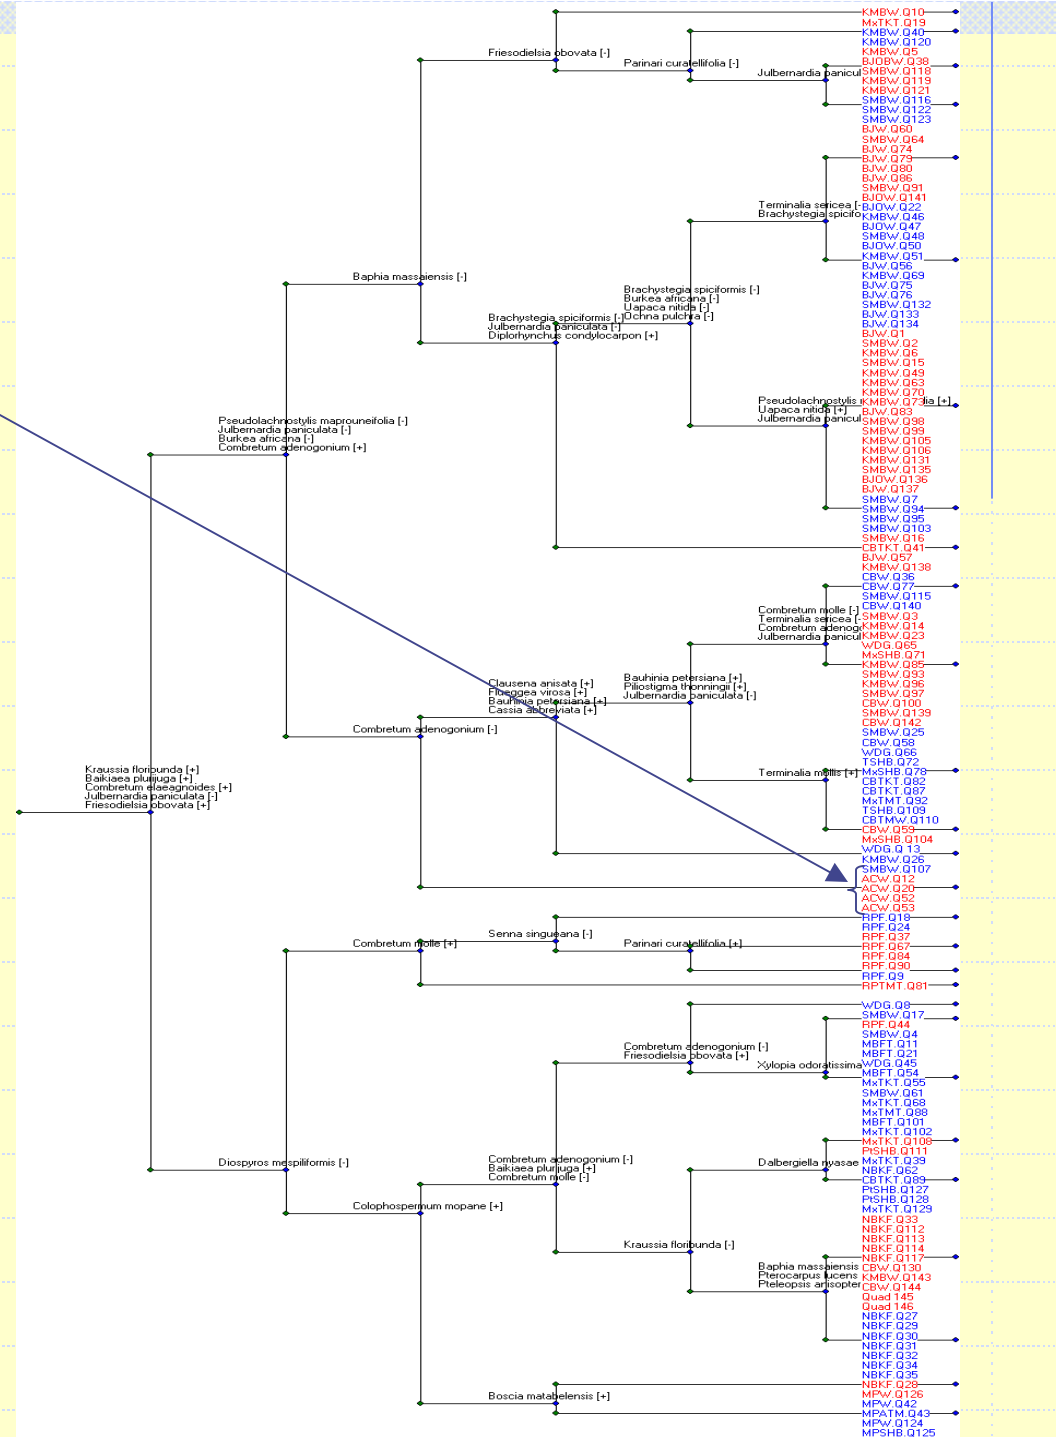 Friesodielsia obovata [-]
Parinari curatellifolia [-]
Julbernardia panicul
Terminalia sericea [-
Brachystegia spicifo
Baphia massaiensis [-]
Brachystegia spiciformis [-]
Burkea africana [-]
Uapaca nitida [-]
Ochna pulchra [-]
Brachystegia spiciformis [-]
Julbernardia paniculata [-]
Diplorhynchus condylocarpon [+]
Pseudolachnostylis lia [+]
Uapaca nitida [+]
Julbernardia panicul
Pseudolachnostylis maprouneifolia [-]
Julbernardia paniculata [-]
Burkea africana [-]
Combretum adenogonium [+]
Combretum molle [-]
Terminalia sericea [-
Combretum adenog
Julbernardia panicul
Clausena anisata [+]
Flueggea virosa [+]
Bauhinia petersiana [+]
Cassia abbreviata [+]
Bauhinia petersiana [+]
Piliostigma thonningii [+]
Julbernardia paniculata [-]
Combretum adenogonium [-]
Terminalia mollis [+]
Kraussia floribunda [+]
Baikiaea plurijuga [+]
Combretum elaeagnoides [+]
Julbernardia paniculata [-]
Friesodielsia obovata [+]
Combretum molle [+]
Senna singueana [-]
Parinari curatellifolia [+]
Combretum adenogonium [-]
Friesodielsia obovata [+]
Xylopia odoratissima
Diospyros mespiliformis [-]
Combretum adenogonium [-]
Baikiaea plurijuga [+]
Combretum molle [-]
Dalbergiella nyasae
Colophospermum mopane [+]
Kraussia floribunda [-]
Baphia massaiensis
Pterocarpus lucens
Pteleopsis anisopter
Boscia matabelensis [+]
KMBW.Q10
MxTKT.Q19
KMBW.Q40
KMBW.Q120
KMBW.Q5
BJOBW.Q38
SMBW.Q118
KMBW.Q119
KMBW.Q121
SMBW.Q116
SMBW.Q122
SMBW.Q123
BJW.Q60
SMBW.Q64
BJW.Q74
BJW.Q79
BJW.Q80
BJW.Q86
SMBW.Q91
BJOW.Q141
BJOW.Q22
KMBW.Q46
BJOW.Q47
SMBW.Q48
BJOW.Q50
KMBW.Q51
BJW.Q56
KMBW.Q69
BJW.Q75
BJW.Q76
SMBW.Q132
BJW.Q133
BJW.Q134
BJW.Q1
SMBW.Q2
KMBW.Q6
SMBW.Q15
KMBW.Q49
KMBW.Q63
KMBW.Q70
KMBW.Q73
BJW.Q83
SMBW.Q98
SMBW.Q99
KMBW.Q105
KMBW.Q106
KMBW.Q131
SMBW.Q135
BJOW.Q136
BJW.Q137
SMBW.Q7
SMBW.Q94
SMBW.Q95
SMBW.Q103
SMBW.Q16
CBTKT.Q41
BJW.Q57
KMBW.Q138
CBW.Q36
CBW.Q77
SMBW.Q115
CBW.Q140
SMBW.Q3
KMBW.Q14
KMBW.Q23
WDG.Q65
MxSHB.Q71
KMBW.Q85
SMBW.Q93
KMBW.Q96
SMBW.Q97
CBW.Q100
SMBW.Q139
CBW.Q142
SMBW.Q25
CBW.Q58
WDG.Q66
TSHB.Q72
MxSHB.Q78
CBTKT.Q82
CBTKT.Q87
MxTMT.Q92
TSHB.Q109
CBTMW.Q110
CBW.Q59
MxSHB.Q104
WDG.Q 13
KMBW.Q26
SMBW.Q107
ACW.Q12
ACW.Q20
ACW.Q52
ACW.Q53
RPF.Q18
RPF.Q24
RPF.Q37
RPF.Q67
RPF.Q84
RPF.Q90
RPF.Q9
RPTMT.Q81
WDG.Q8
SMBW.Q17
RPF.Q44
SMBW.Q4
MBFT.Q11
MBFT.Q21
WDG.Q45
MBFT.Q54
MxTKT.Q55
SMBW.Q61
MxTKT.Q68
MxTMT.Q88
MBFT.Q101
MxTKT.Q102
MxTKT.Q108
PtSHB.Q111
MxTKT.Q39
NBKF.Q62
CBTKT.Q89
PtSHB.Q127
PtSHB.Q128
MxTKT.Q129
NBKF.Q33
NBKF.Q112
NBKF.Q113
NBKF.Q114
NBKF.Q117
CBW.Q130
KMBW.Q143
CBW.Q144
Quad 145
Quad 146
NBKF.Q27
NBKF.Q29
NBKF.Q30
NBKF.Q31
NBKF.Q32
NBKF.Q34
NBKF.Q35
NBKF.Q28
MPW.Q126
MPW.Q42
MPATM.Q43
MPW.Q124
MPSHB.Q125